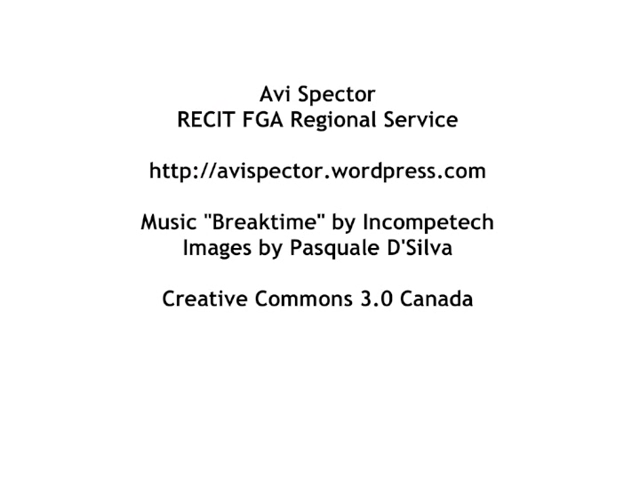 Avi Spector
RECIT FGA Regional Service
http://avispector.wordpress.com
Music "Breaktime" by Incompetech
Images by Pasquale D'Silva
Creative Commons 3.0 Canada